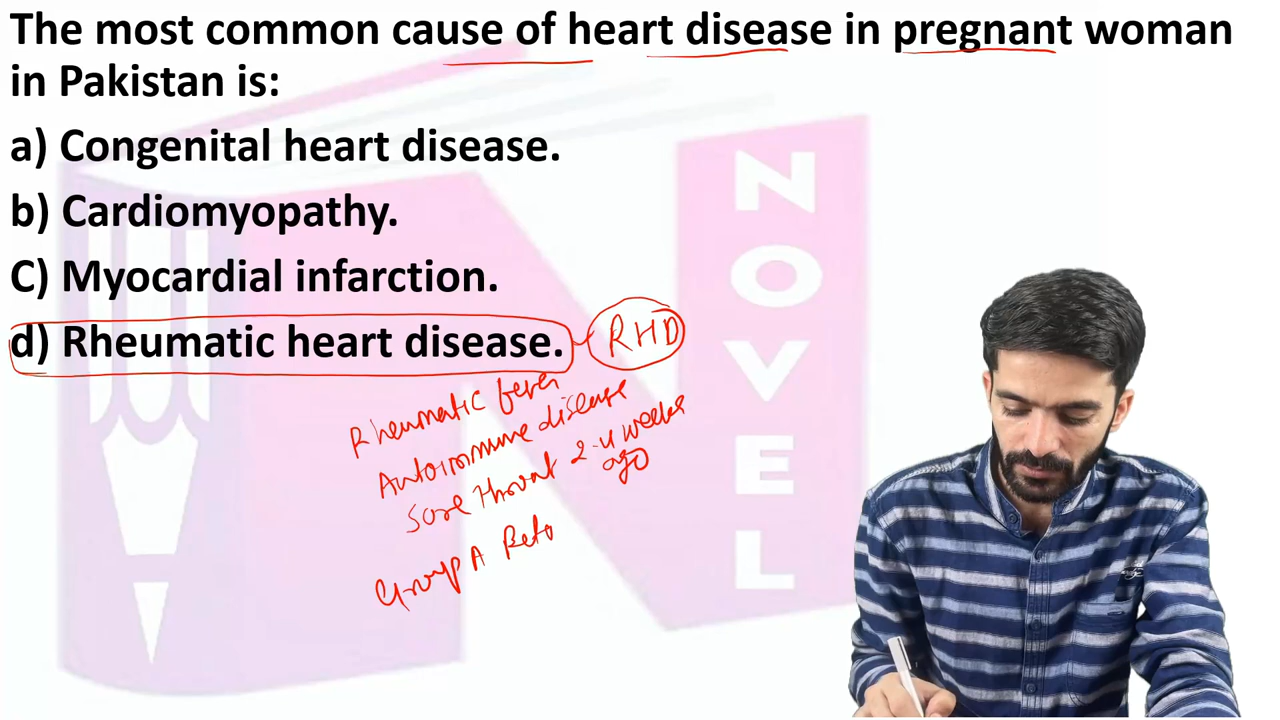 The most common cause of heart disease in pregnant woman
in Pakistan is:
a) Congenital heart disease.
b) Cardiomyopathy.
C) Myocardial infarction.
d) Rheumatic heart disease.
RHD
Rheumatic fever
Autoimmune disease
Sore throat 2-4 weeks
ago
Group A Beta
NOVEL